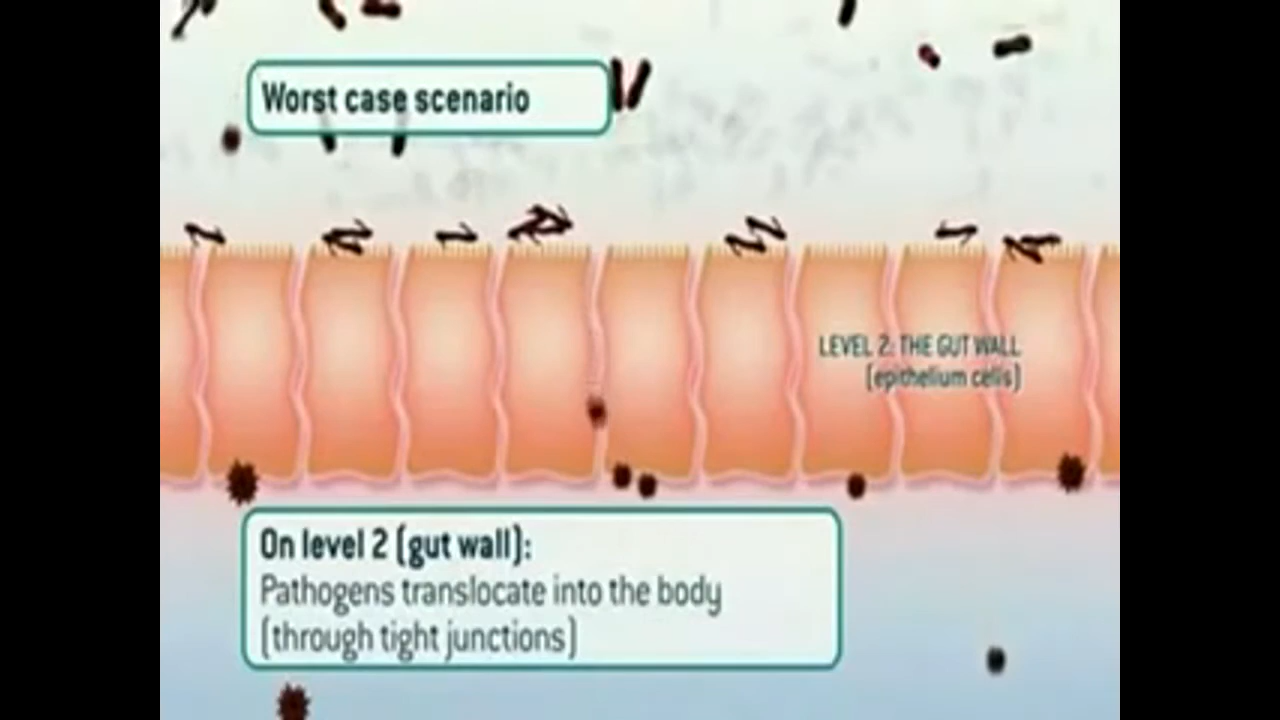 Worst case scenario
LEVEL 2: THE GUT WALL
(epithelium cells)
On level 2 (gut wall):
Pathogens translocate into the body
(through tight junctions)